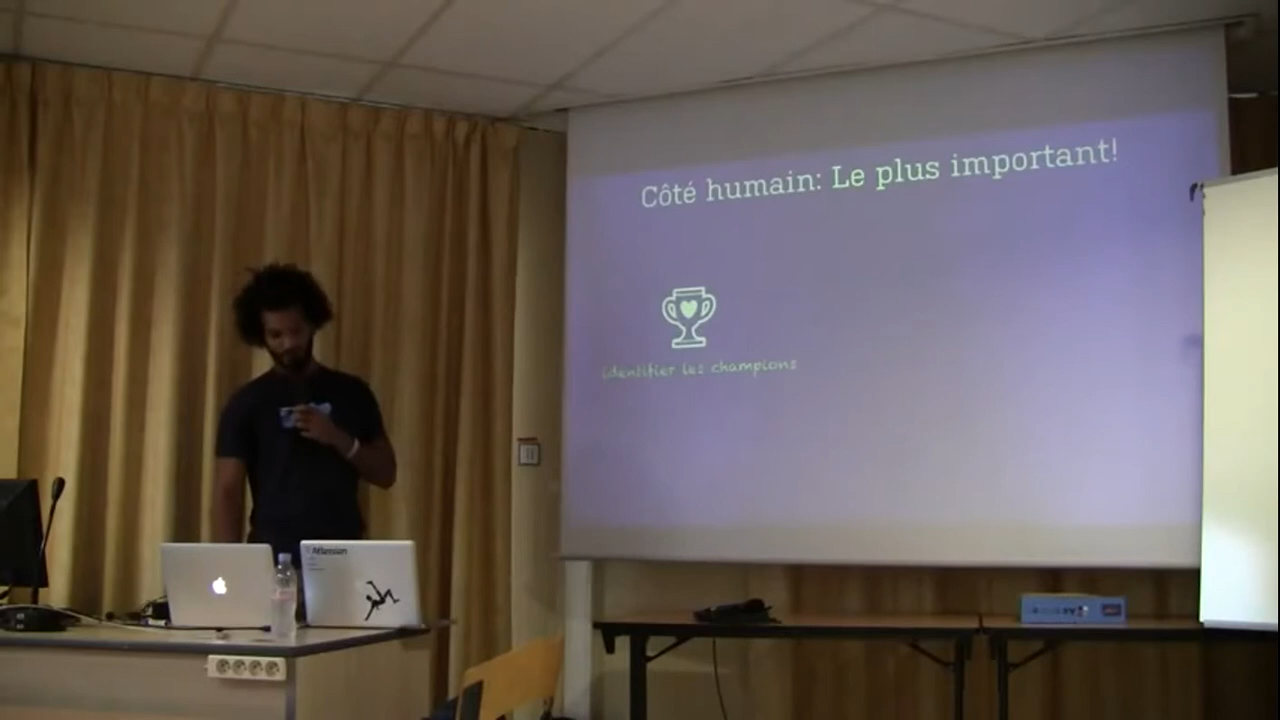 Côté humain: Le plus important!
identifier les champions
Atlassian